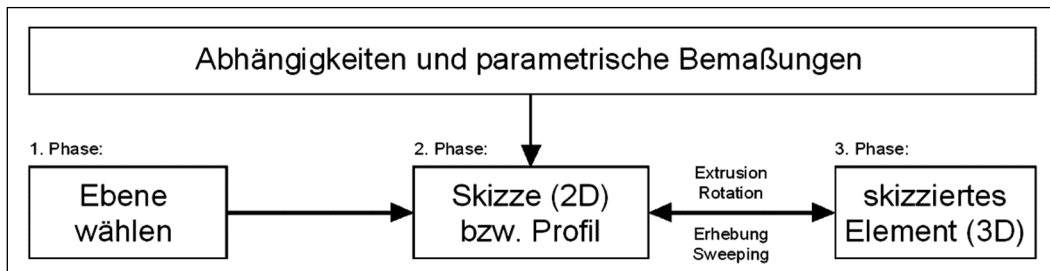 Abhängigkeiten und parametrische Bemaßungen
1. Phase:
Ebene
wählen
2. Phase:
Skizze (2D)
bzw. Profil
Extrusion
Rotation
Erhebung
Sweeping
3. Phase:
skizziertes
Element (3D)